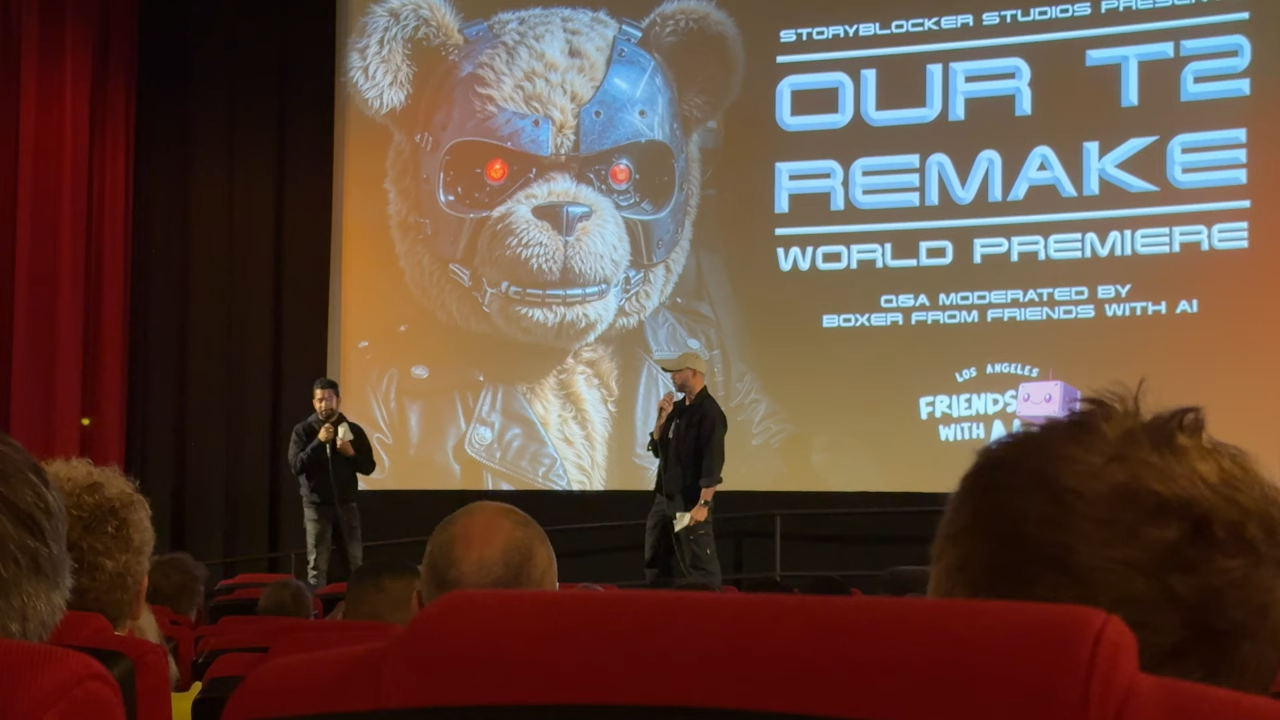 STORYBLOCKER STUDIOS
OUR T2
REMAKE
WORLD PREMIERE
Q&A MODERATED BY
BOXER FROM FRIENDS WITH AI
LOS ANGELES
FRIENDS
WITH